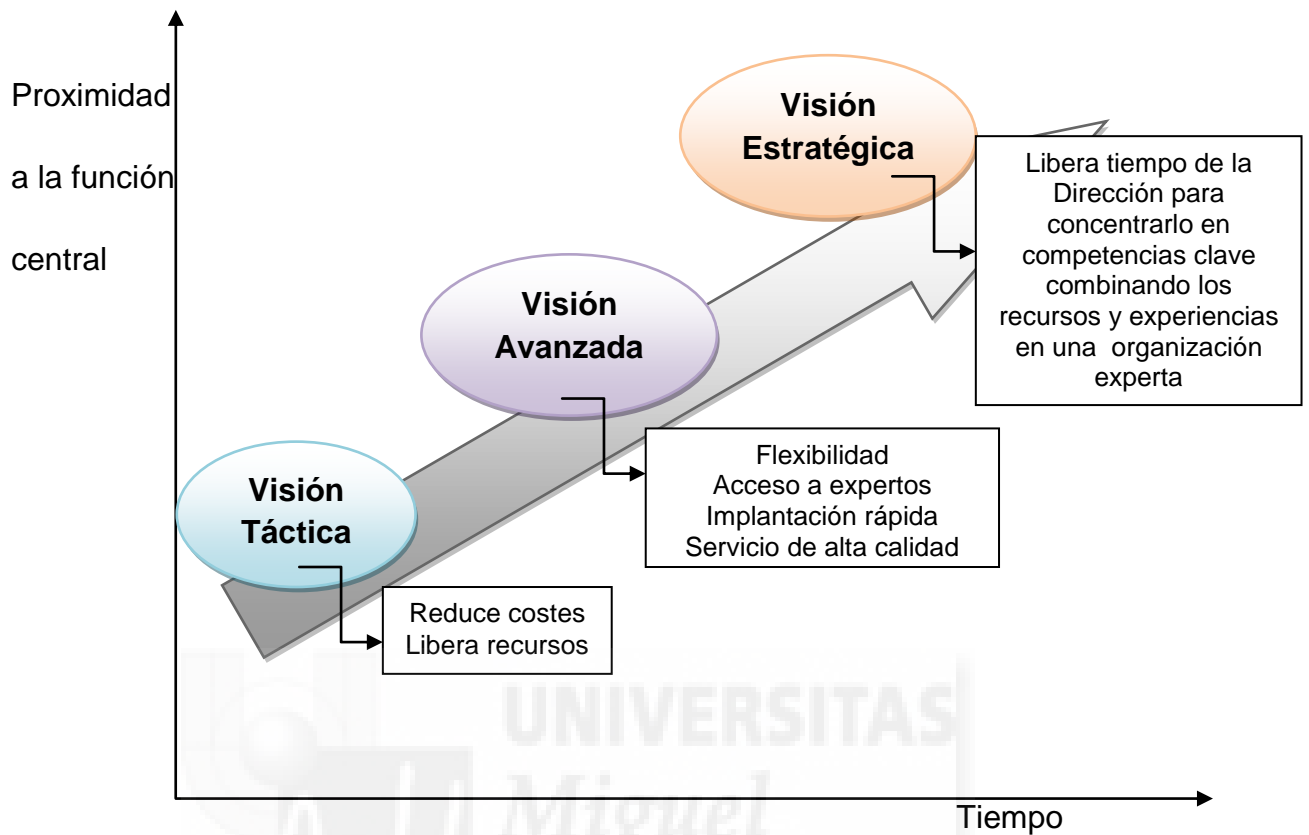 Proximidad
a la función
central
Visión
Estratégica
Libera tiempo de la
Dirección para
concentrarlo en
competencias clave
combinando los
recursos y experiencias
en una organización
experta
Visión
Avanzada
Flexibilidad
Acceso a expertos
Implantación rápida
Servicio de alta calidad
Visión
Táctica
Reduce costes
Libera recursos
UNIVERSITAS
Miguel
Tiempo